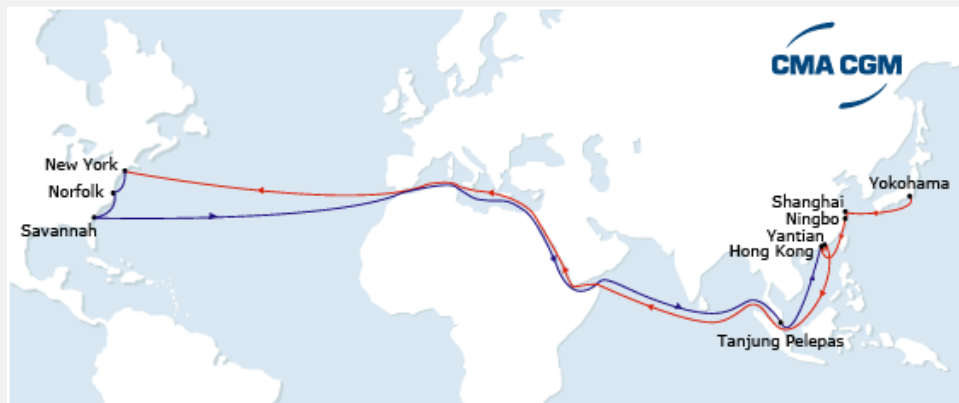 CMA CGM
New York
Norfolk
Savannah
Yokohama
Shanghai
Ningbo
Yantian
Hong Kong
Tanjung Pelepas